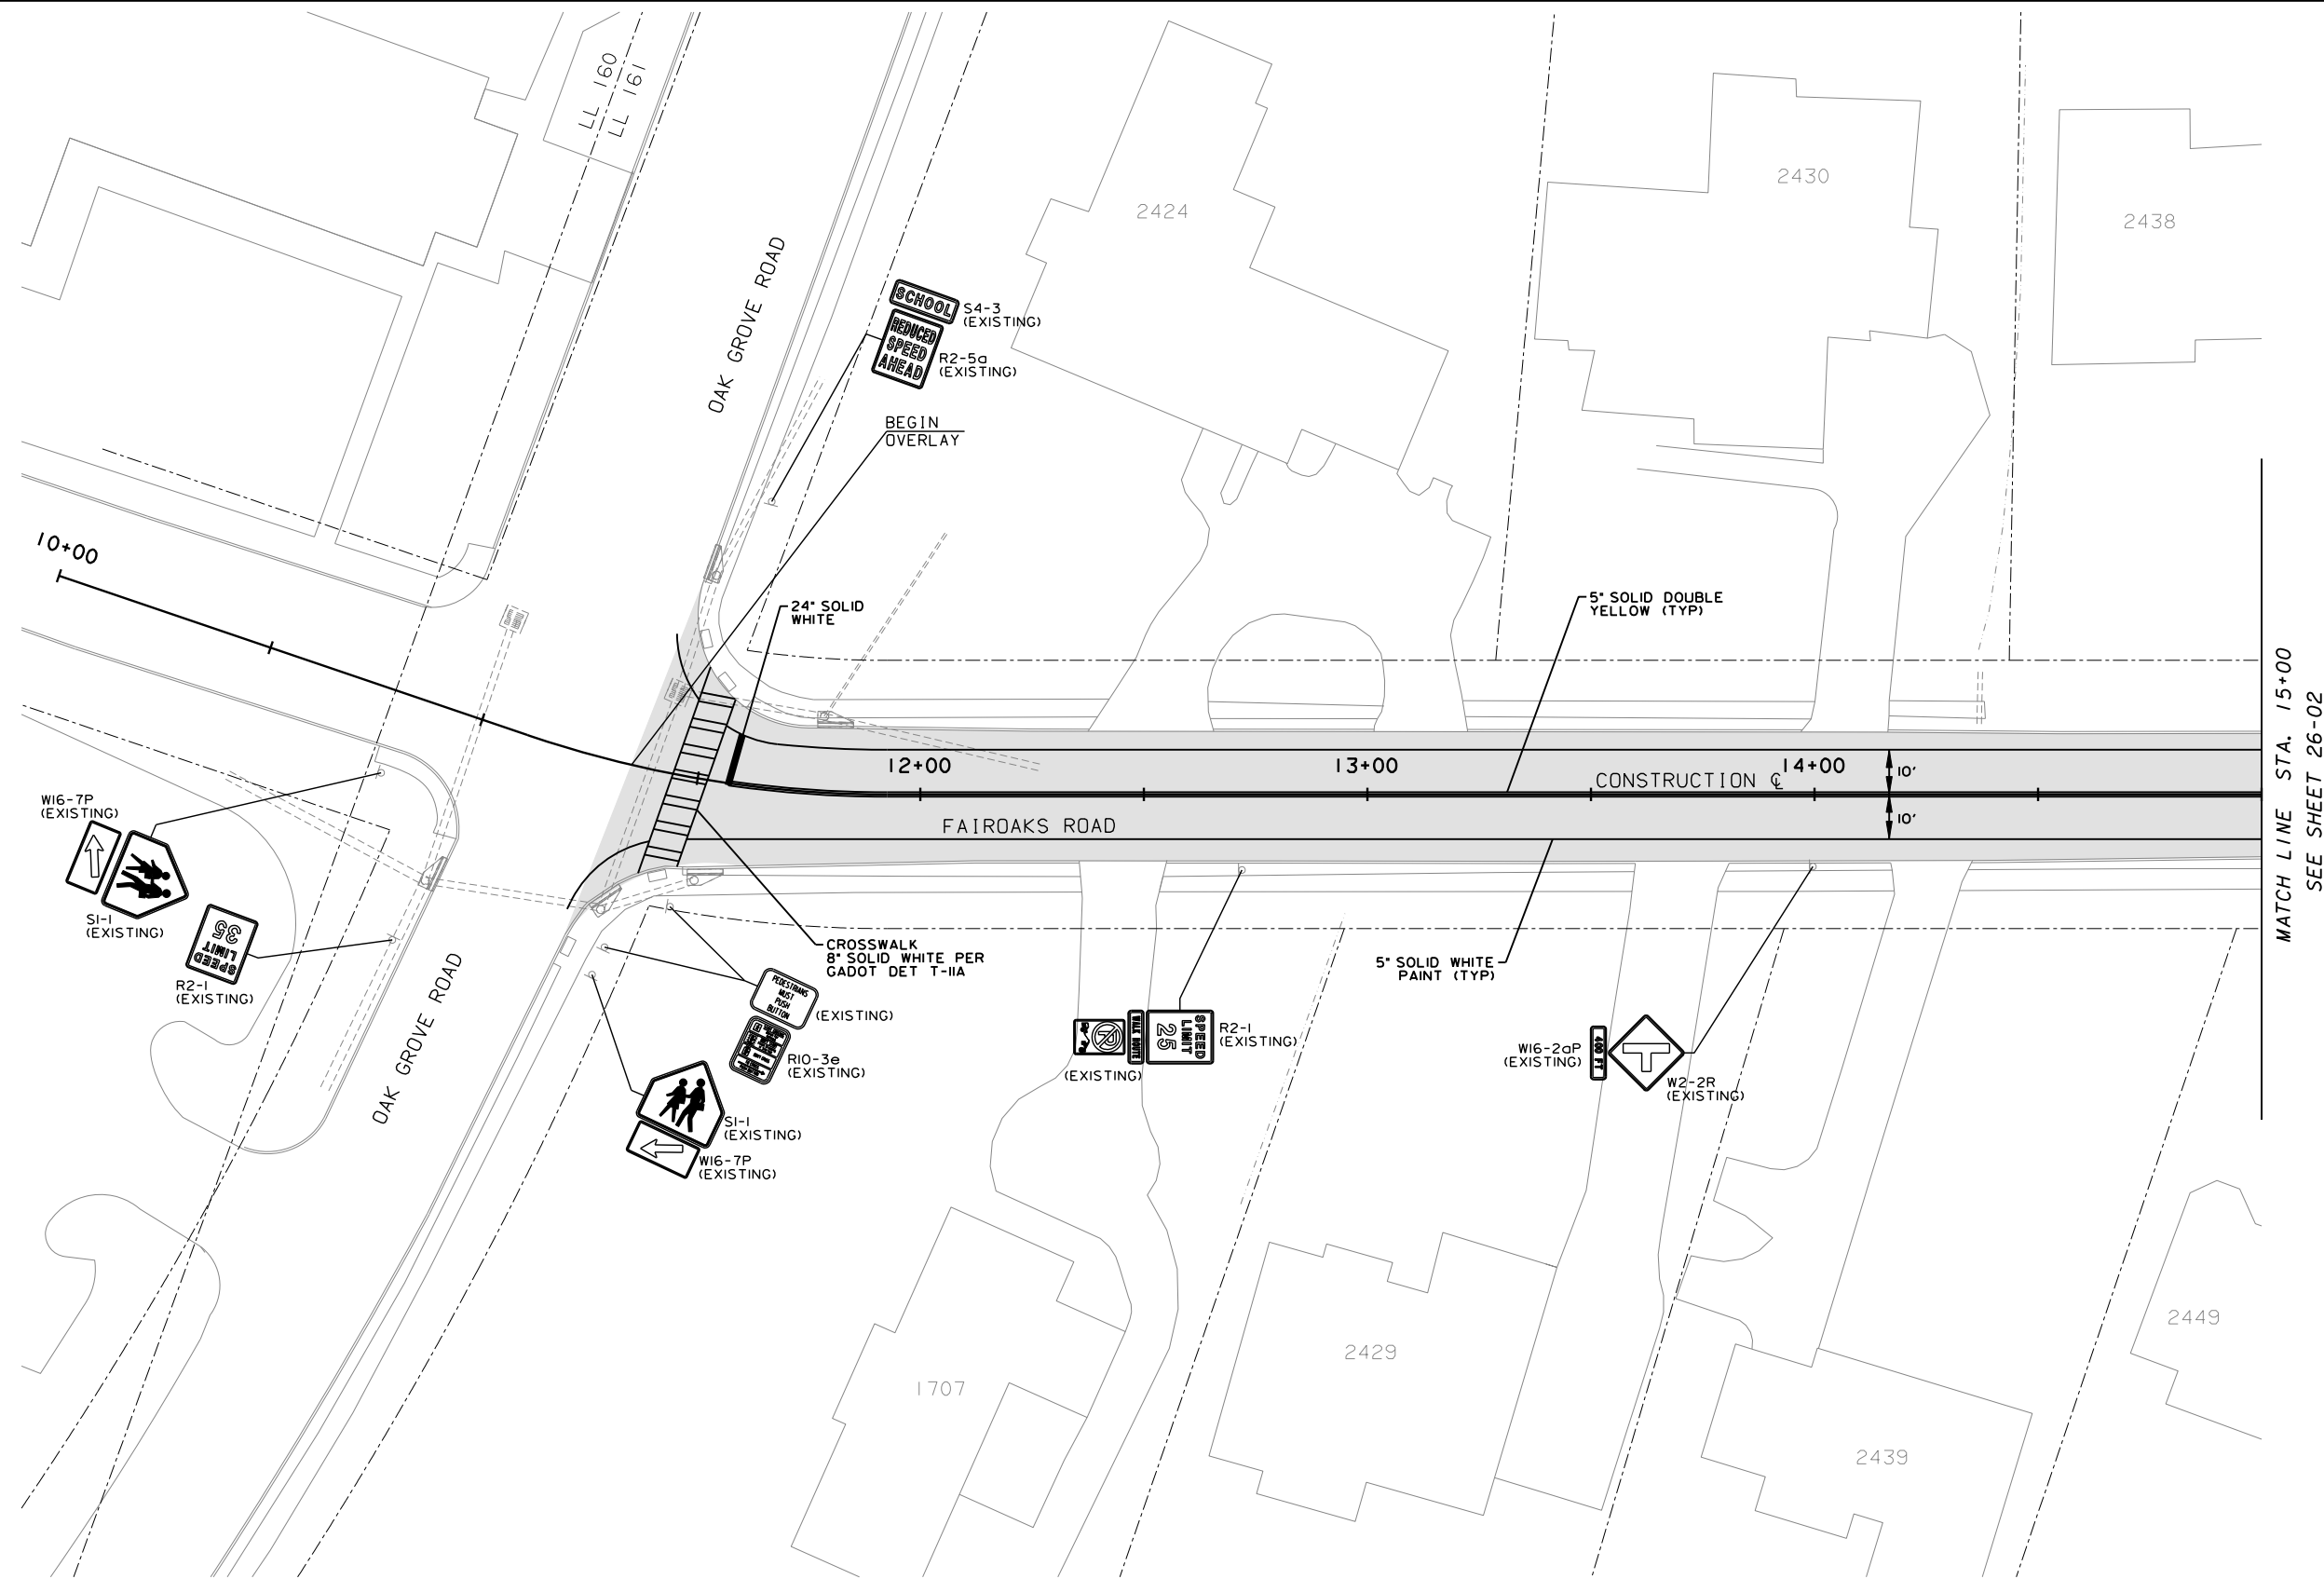 LL 160
LL 161
2424
2430
2438
OAK GROVE ROAD
SCHOOL
S4-3
(EXISTING)
REDUCED
SPEED
AHEAD
R2-5a
(EXISTING)
BEGIN
OVERLAY
10+00
24" SOLID
WHITE
5" SOLID DOUBLE
YELLOW (TYP)
12+00
13+00
14+00
CONSTRUCTION ℄
10'
10'
FAIROAKS ROAD
MATCH LINE STA. 15+00
SEE SHEET 26-02
W16-7P
(EXISTING)
S1-1
(EXISTING)
SPEED
LIMIT
35
R2-1
(EXISTING)
OAK GROVE ROAD
CROSSWALK
8" SOLID WHITE PER
GADOT DET T-11A
5" SOLID WHITE
PAINT (TYP)
PEDESTRIANS
MUST
PUSH
BUTTON
(EXISTING)
R10-3e
(EXISTING)
S1-1
(EXISTING)
W16-7P
(EXISTING)
WALK ROUTE
SPEED
LIMIT
25
R2-1
(EXISTING)
(EXISTING)
W16-2aP
(EXISTING)
400 FT
W2-2R
(EXISTING)
1707
2429
2439
2449